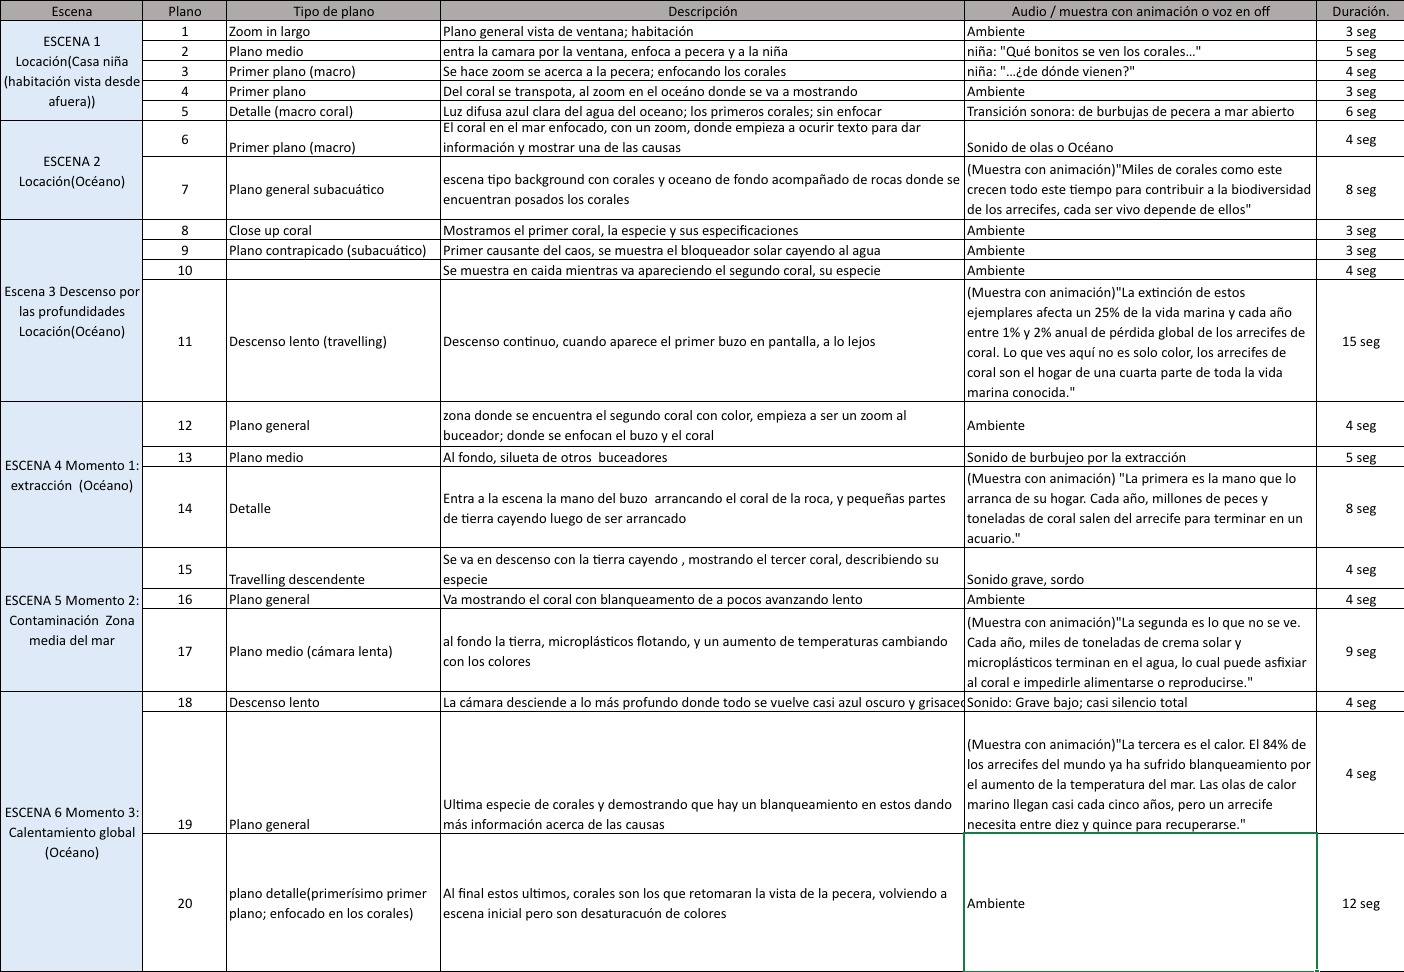 Escena Plano Tipo de plano Descripción Audio / muestra con animación o voz en off Duración.
ESCENA 1
Locación(Casa niña
(habitación vista desde
afuera))
1 Zoom in largo Plano general vista de ventana; habitación Ambiente 3 seg
2 Plano medio entra la camara por la ventana, enfoca a pecera y a la niña niña: "Qué bonitos se ven los corales…" 5 seg
3 Primer plano (macro) Se hace zoom se acerca a la pecera; enfocando los corales niña: "…¿de dónde vienen?" 4 seg
4 Primer plano Del coral se transpota, al zoom en el oceáno donde se va a mostrando Ambiente 3 seg
5 Detalle (macro coral) Luz difusa azul clara del agua del oceano; los primeros corales; sin enfocar Transición sonora: de burbujas de pecera a mar abierto 6 seg
ESCENA 2
Locación(Océano)
6 Primer plano (macro)
El coral en el mar enfocado, con un zoom, donde empieza a ocurir texto para dar
información y mostrar una de las causas
Sonido de olas o Océano 4 seg
7 Plano general subacuático
escena tipo background con corales y oceano de fondo acompañado de rocas donde se
encuentran posados los corales
(Muestra con animación)"Miles de corales como este
crecen todo este tiempo para contribuir a la biodiversidad
de los arrecifes, cada ser vivo depende de ellos"
8 seg
Escena 3 Descenso por
las profundidades
Locación(Océano)
8 Close up coral Mostramos el primer coral, la especie y sus especificaciones Ambiente 3 seg
9 Plano contrapicado (subacuático) Primer causante del caos, se muestra el bloqueador solar cayendo al agua Ambiente 3 seg
10 Se muestra en caida mientras va apareciendo el segundo coral, su especie Ambiente 4 seg
11 Descenso lento (travelling) Descenso continuo, cuando aparece el primer buzo en pantalla, a lo lejos
(Muestra con animación)"La extinción de estos
ejemplares afecta un 25% de la vida marina y cada año
entre 1% y 2% anual de pérdida global de los arrecifes de
coral. Lo que ves aquí no es solo color, los arrecifes de
coral son el hogar de una cuarta parte de toda la vida
marina conocida."
15 seg
ESCENA 4 Momento 1:
extracción  (Océano)
12 Plano general
zona donde se encuentra el segundo coral con color, empieza a ser un zoom al
buceador; donde se enfocan el buzo y el coral
Ambiente 4 seg
13 Plano medio Al fondo, silueta de otros  buceadores Sonido de burbujeo por la extracción 5 seg
14 Detalle
Entra a la escena la mano del buzo  arrancando el coral de la roca, y pequeñas partes
de tierra cayendo luego de ser arrancado
(Muestra con animación) "La primera es la mano que lo
arranca de su hogar. Cada año, millones de peces y
toneladas de coral salen del arrecife para terminar en un
acuario."
8 seg
ESCENA 5 Momento 2:
Contaminación  Zona
media del mar
15 Travelling descendente
Se va en descenso con la tierra cayendo , mostrando el tercer coral, describiendo su
especie
Sonido grave, sordo 4 seg
16 Plano general Va mostrando el coral con blanqueamento de a pocos avanzando lento Ambiente 4 seg
17 Plano medio (cámara lenta)
al fondo la tierra, microplásticos flotando, y un aumento de temperaturas cambiando
con los colores
(Muestra con animación)"La segunda es lo que no se ve.
Cada año, miles de toneladas de crema solar y
microplásticos terminan en el agua, lo cual puede asfixiar
al coral e impedirle alimentarse o reproducirse."
9 seg
ESCENA 6 Momento 3:
Calentamiento global
(Océano)
18 Descenso lento La cámara desciende a lo más profundo donde todo se vuelve casi azul oscuro y grisaceo Sonido: Grave bajo; casi silencio total 4 seg
19 Plano general
Ultima especie de corales y demostrando que hay un blanqueamiento en estos dando
más información acerca de las causas
(Muestra con animación)"La tercera es el calor. El 84% de
los arrecifes del mundo ya ha sufrido blanqueamiento por
el aumento de la temperatura del mar. Las olas de calor
marino llegan casi cada cinco años, pero un arrecife
necesita entre diez y quince para recuperarse."
4 seg
20
plano detalle(primerísimo primer
plano; enfocado en los corales)
Al final estos ultimos, corales son los que retomaran la vista de la pecera, volviendo a
escena inicial pero son desaturacuón de colores
Ambiente 12 seg